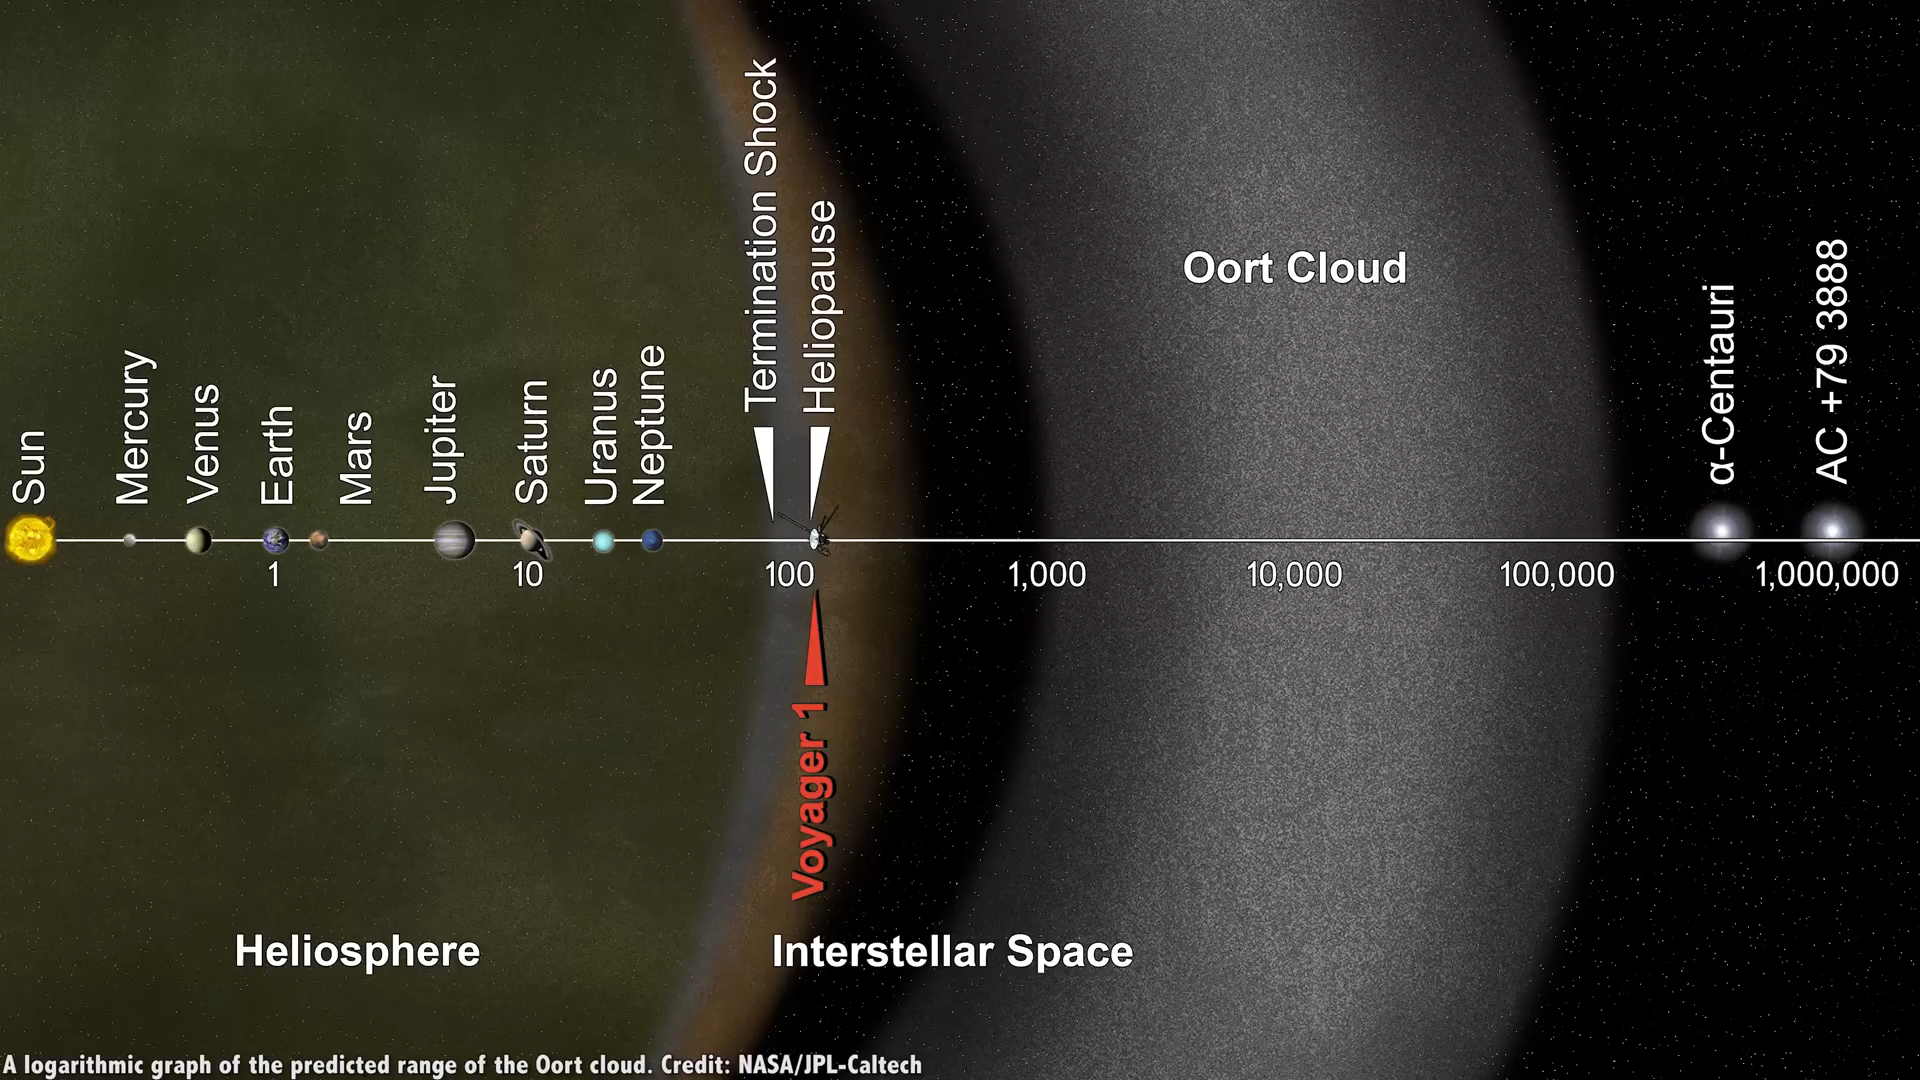 Sun
Mercury
Venus
Earth
Mars
Jupiter
Saturn
Uranus
Neptune
Termination Shock
Heliopause
Oort Cloud
α-Centauri
AC +79 3888
1
10
100
1,000
10,000
100,000
1,000,000
Voyager 1
Heliosphere
Interstellar Space
A logarithmic graph of the predicted range of the Oort cloud. Credit: NASA/JPL-Caltech